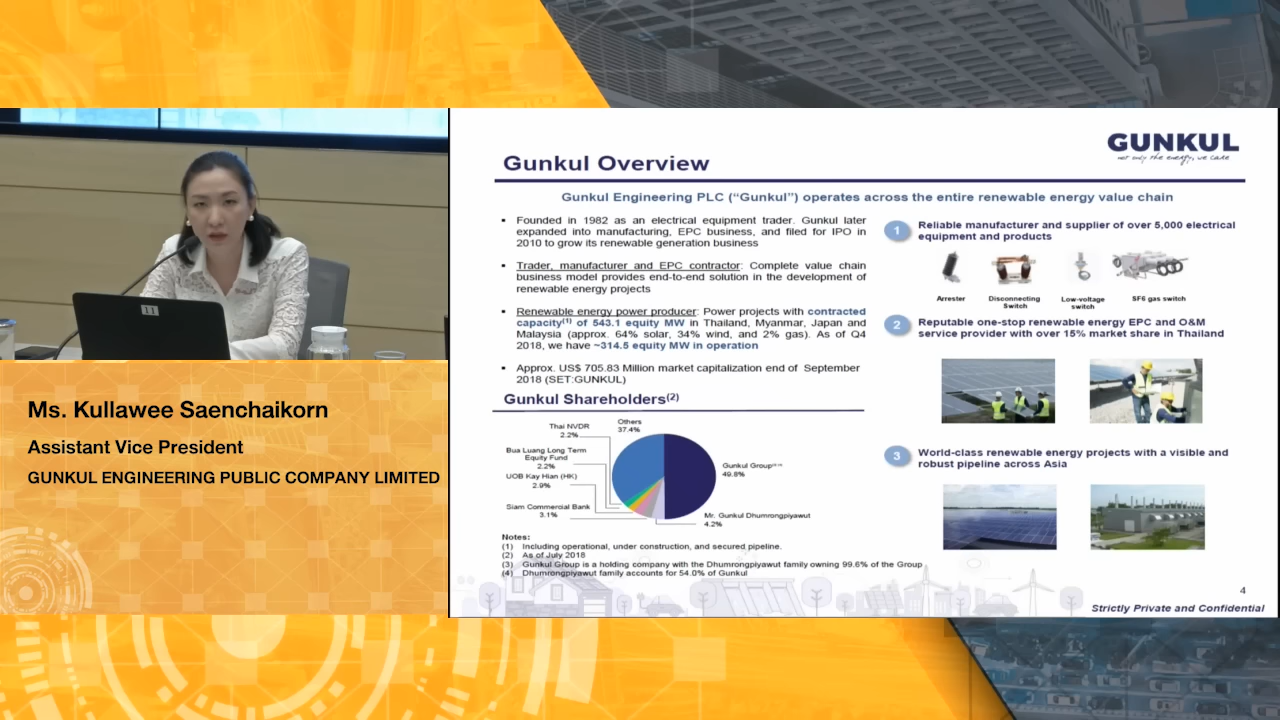 GUNKUL
not only the energy, we care
Gunkul Overview
Gunkul Engineering PLC (“Gunkul”) operates across the entire renewable energy value chain
▪ Founded in 1982 as an electrical equipment trader. Gunkul later
expanded into manufacturing, EPC business, and filed for IPO in
2010 to grow its renewable generation business
▪ Trader, manufacturer and EPC contractor: Complete value chain
business model provides end-to-end solution in the development of
renewable energy projects
▪ Renewable energy power producer: Power projects with contracted
capacity(1) of 543.1 equity MW in Thailand, Myanmar, Japan and
Malaysia (approx. 64% solar, 34% wind, and 2% gas). As of Q4
2018, we have ~314.5 equity MW in operation
▪ Approx. US$ 705.83 Million market capitalization end of September
2018 (SET:GUNKUL)
Gunkul Shareholders(2)
Others
37.4%
Thai NVDR
2.2%
Bua Luang Long Term
Equity Fund
2.2%
UOB Kay Hian (HK)
2.9%
Siam Commercial Bank
3.1%
Gunkul Group
49.8%
Mr. Gunkul Dhumrongpiyawut
4.2%
Notes:
(1) Including operational, under construction, and secured pipeline.
(2) As of July 2018
(3) Gunkul Group is a holding company with the Dhumrongpiyawut family owning 99.6% of the Group
(4) Dhumrongpiyawut family accounts for 54.0% of Gunkul
1 Reliable manufacturer and supplier of over 5,000 electrical
equipment and products
Arrester
Disconnecting
Switch
Low-voltage
switch
SF6 gas switch
2 Reputable one-stop renewable energy EPC and O&M
service provider with over 15% market share in Thailand
3 World-class renewable energy projects with a visible and
robust pipeline across Asia
4
Strictly Private and Confidential
11
Ms. Kullawee Saenchaikorn
Assistant Vice President
GUNKUL ENGINEERING PUBLIC COMPANY LIMITED